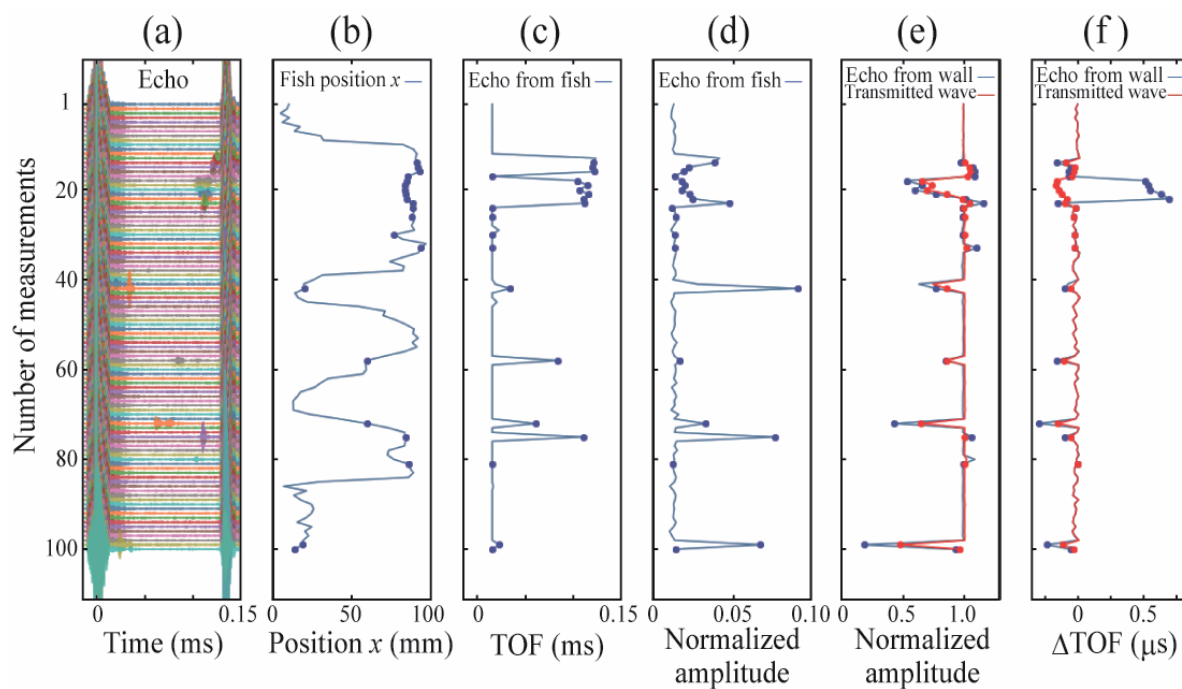 (a) (b) (c) (d) (e) (f)
Echo
Fish position x
Echo from fish
Echo from fish
Echo from wall
Transmitted wave
Echo from wall
Transmitted wave
Number of measurements
1
20
40
60
80
100
0 0.15
Time (ms)
0 50 100
Position x (mm)
0 0.15
TOF (ms)
0 0.05 0.10
Normalized
amplitude
0 0.5 1.0
Normalized
amplitude
0 0.5
ΔTOF (μs)